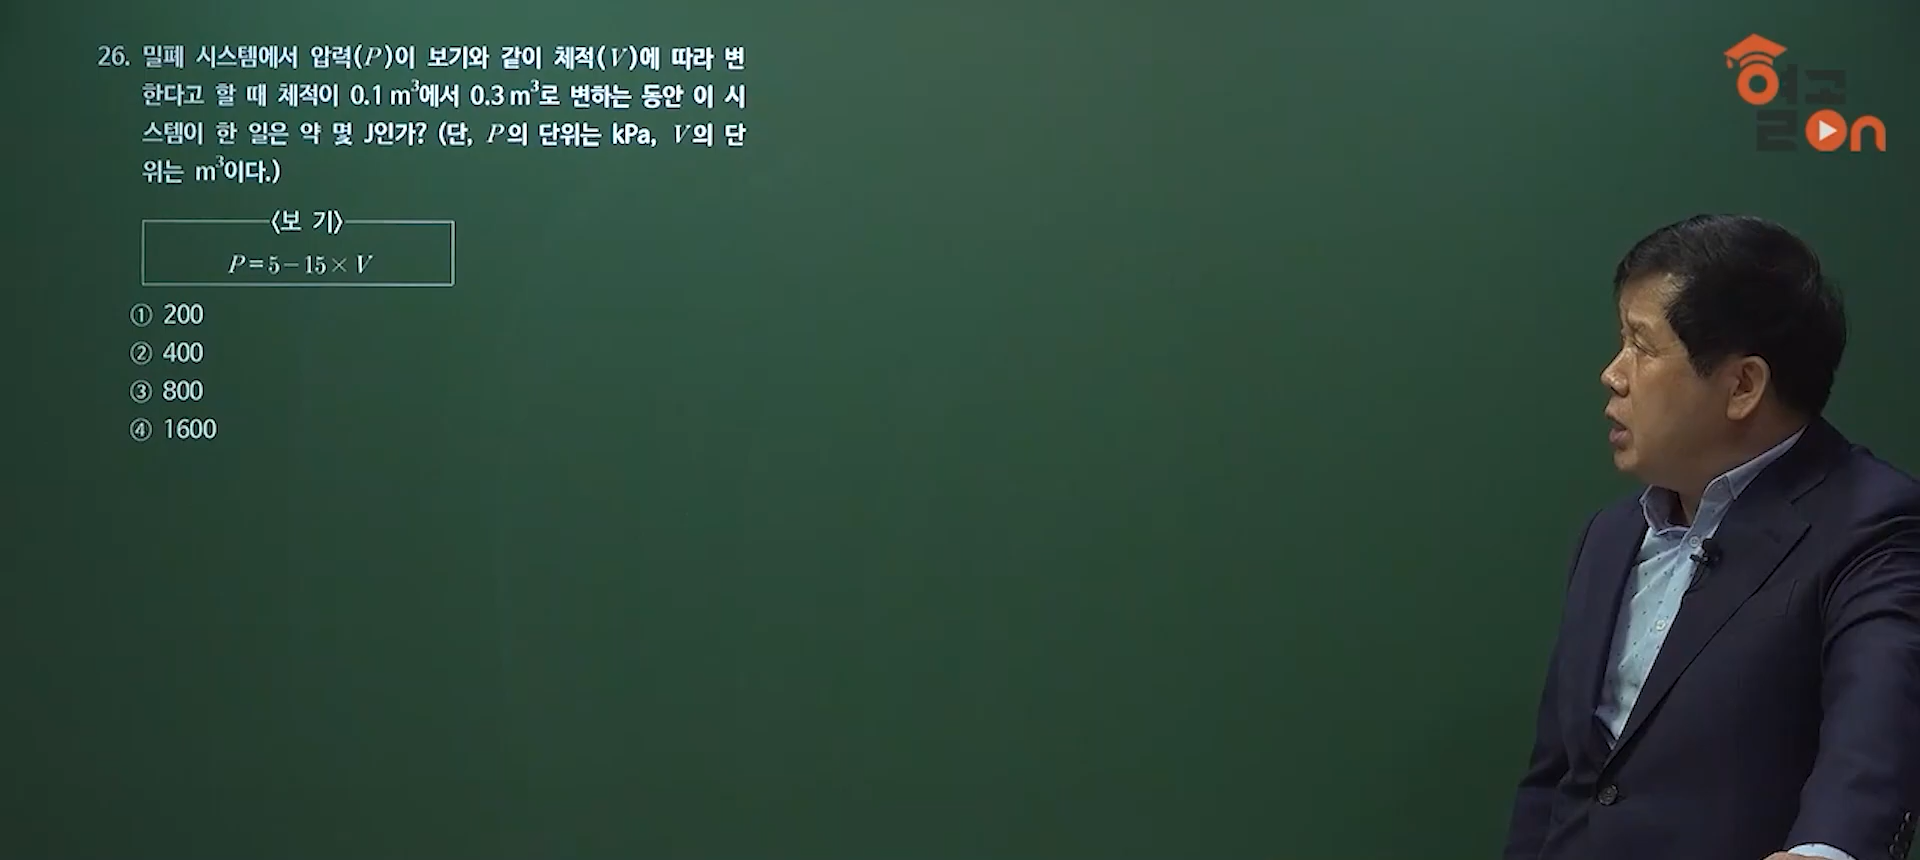 26. 밀폐 시스템에서 압력(P)이 보기와 같이 체적(V)에 따라 변
한다고 할 때 체적이 0.1 m³에서 0.3 m³로 변하는 동안 이 시
스템이 한 일은 약 몇 J인가? (단, P의 단위는 kPa, V의 단
위는 m³이다.)
〈보 기〉
P=5-15×V
① 200
② 400
③ 800
④ 1600
열고
On